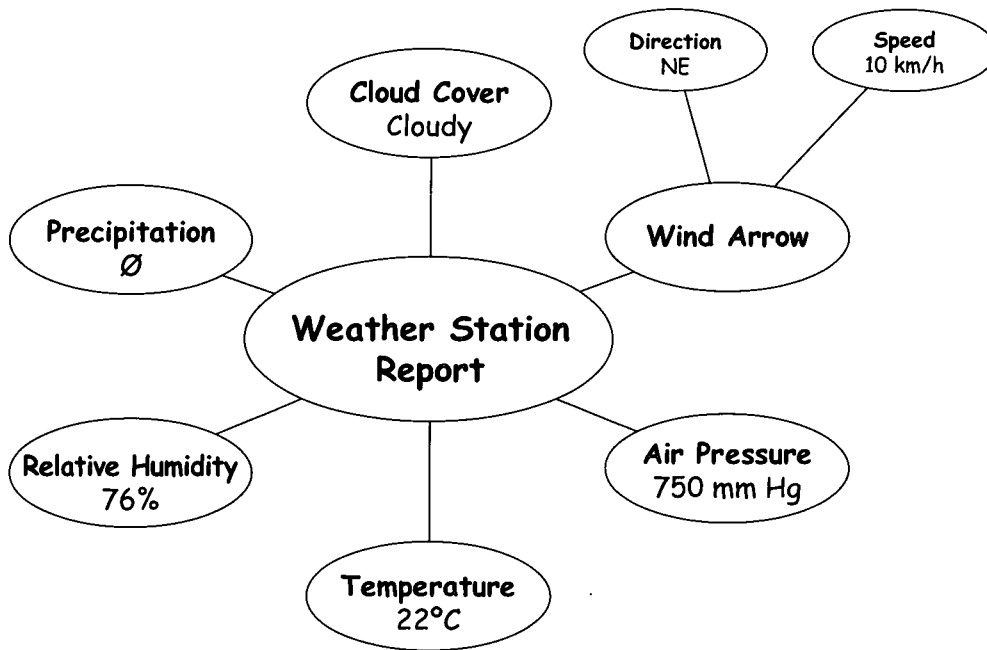 Direction
NE
Speed
10 km/h
Cloud Cover
Cloudy
Precipitation
Ø
Wind Arrow
Weather Station
Report
Relative Humidity
76%
Air Pressure
750 mm Hg
Temperature
22°C